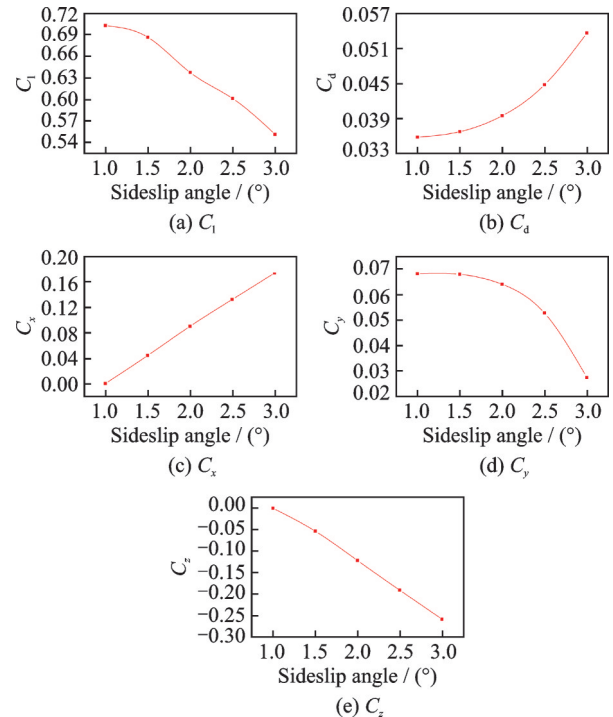 0.72
0.69
0.66
0.63
0.60
0.57
0.54
C_l
1.0 1.5 2.0 2.5 3.0
Sideslip angle / (°)
(a) C_l
0.057
0.051
0.045
0.039
0.033
C_d
1.0 1.5 2.0 2.5 3.0
Sideslip angle / (°)
(b) C_d
0.20
0.16
0.12
0.08
0.04
0.00
C_x
1.0 1.5 2.0 2.5 3.0
Sideslip angle / (°)
(c) C_x
0.07
0.06
0.05
0.04
0.03
0.02
C_y
1.0 1.5 2.0 2.5 3.0
Sideslip angle / (°)
(d) C_y
0.00
−0.05
−0.10
−0.15
−0.20
−0.25
−0.30
C_z
1.0 1.5 2.0 2.5 3.0
Sideslip angle / (°)
(e) C_z